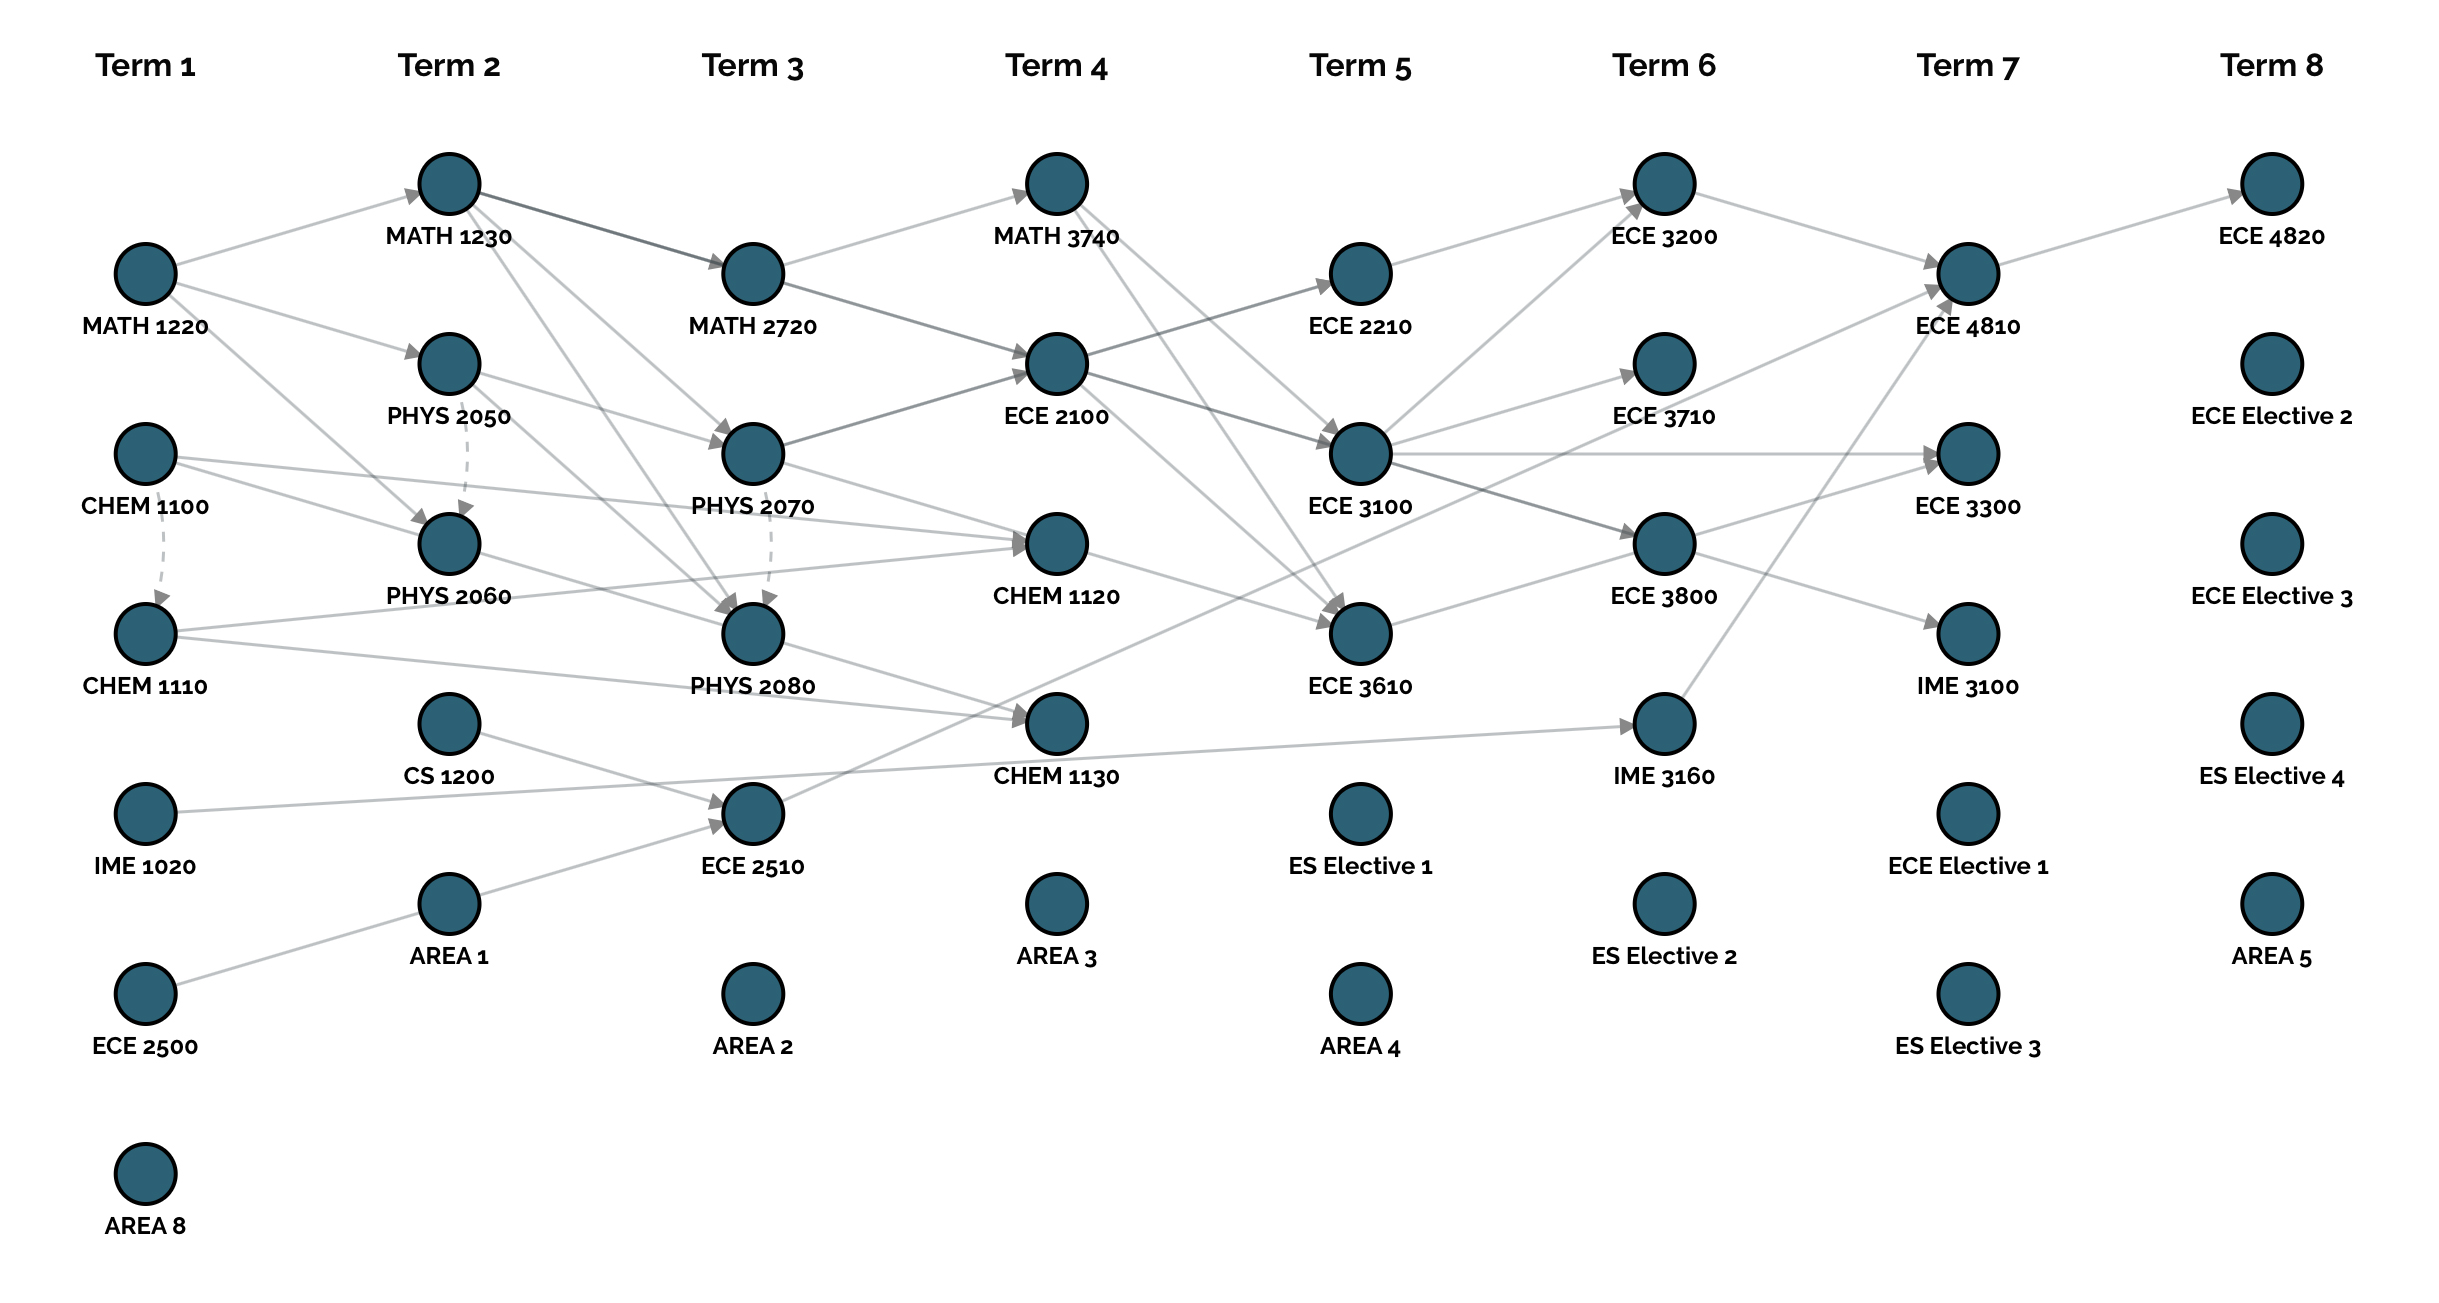 Term 1
Term 2
Term 3
Term 4
Term 5
Term 6
Term 7
Term 8
MATH 1220
CHEM 1100
CHEM 1110
IME 1020
ECE 2500
AREA 8
MATH 1230
PHYS 2050
PHYS 2060
CS 1200
AREA 1
MATH 2720
PHYS 2070
PHYS 2080
ECE 2510
AREA 2
MATH 3740
ECE 2100
CHEM 1120
CHEM 1130
AREA 3
ECE 2210
ECE 3100
ECE 3610
ES Elective 1
AREA 4
ECE 3200
ECE 3710
ECE 3800
IME 3160
ES Elective 2
ECE 4810
ECE 3300
IME 3100
ECE Elective 1
ES Elective 3
ECE 4820
ECE Elective 2
ECE Elective 3
ES Elective 4
AREA 5